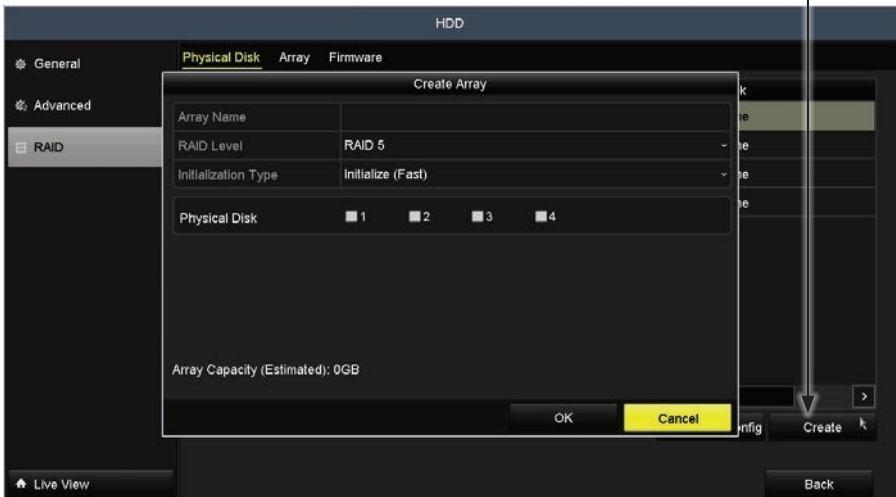 HDD
General
Advanced
RAID
Physical Disk Array Firmware
Create Array
Array Name
RAID Level RAID 5
Initialization Type Initialize (Fast)
Physical Disk 1 2 3 4
Array Capacity (Estimated): 0GB
OK Cancel
Create
Live View
Back